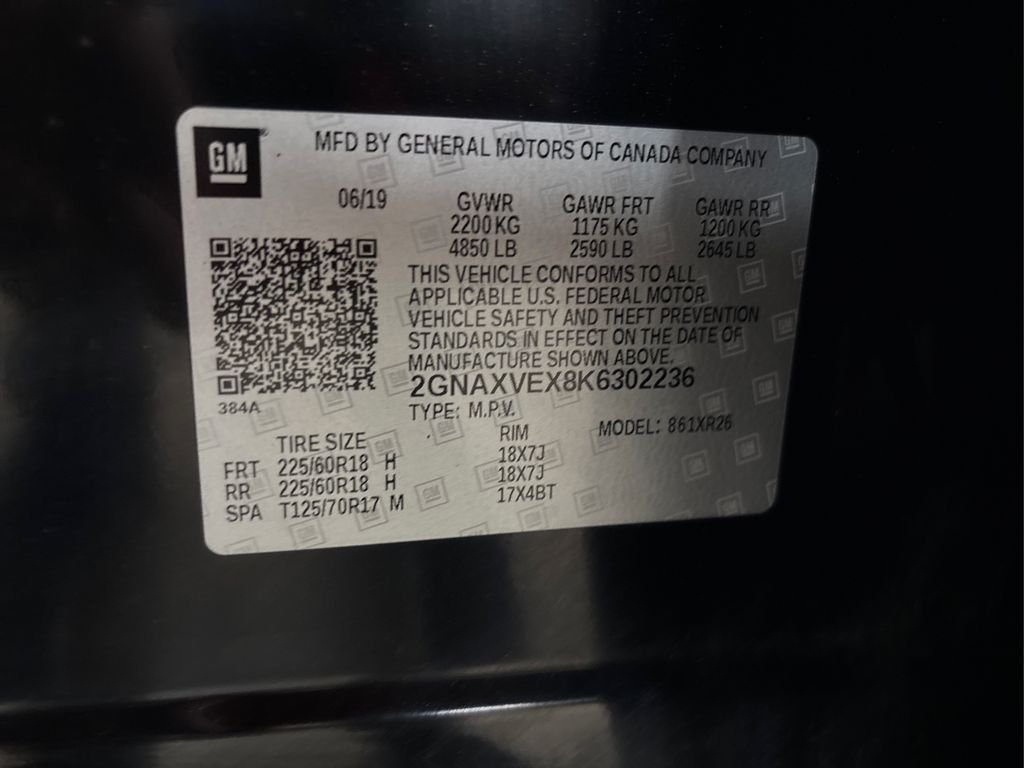 GM
MFD BY GENERAL MOTORS OF CANADA COMPANY
06/19 GVWR GAWR FRT GAWR RR
2200 KG 1175 KG 1200 KG
4850 LB 2590 LB 2645 LB
THIS VEHICLE CONFORMS TO ALL
APPLICABLE U.S. FEDERAL MOTOR
VEHICLE SAFETY AND THEFT PREVENTION
STANDARDS IN EFFECT ON THE DATE OF
MANUFACTURE SHOWN ABOVE.
2GNAXVEX8K6302236
384A
TYPE: M.P.V. MODEL: 861XR26
TIRE SIZE RIM
FRT 225/60R18 H 18X7J
RR 225/60R18 H 18X7J
SPA T125/70R17 M 17X4BT